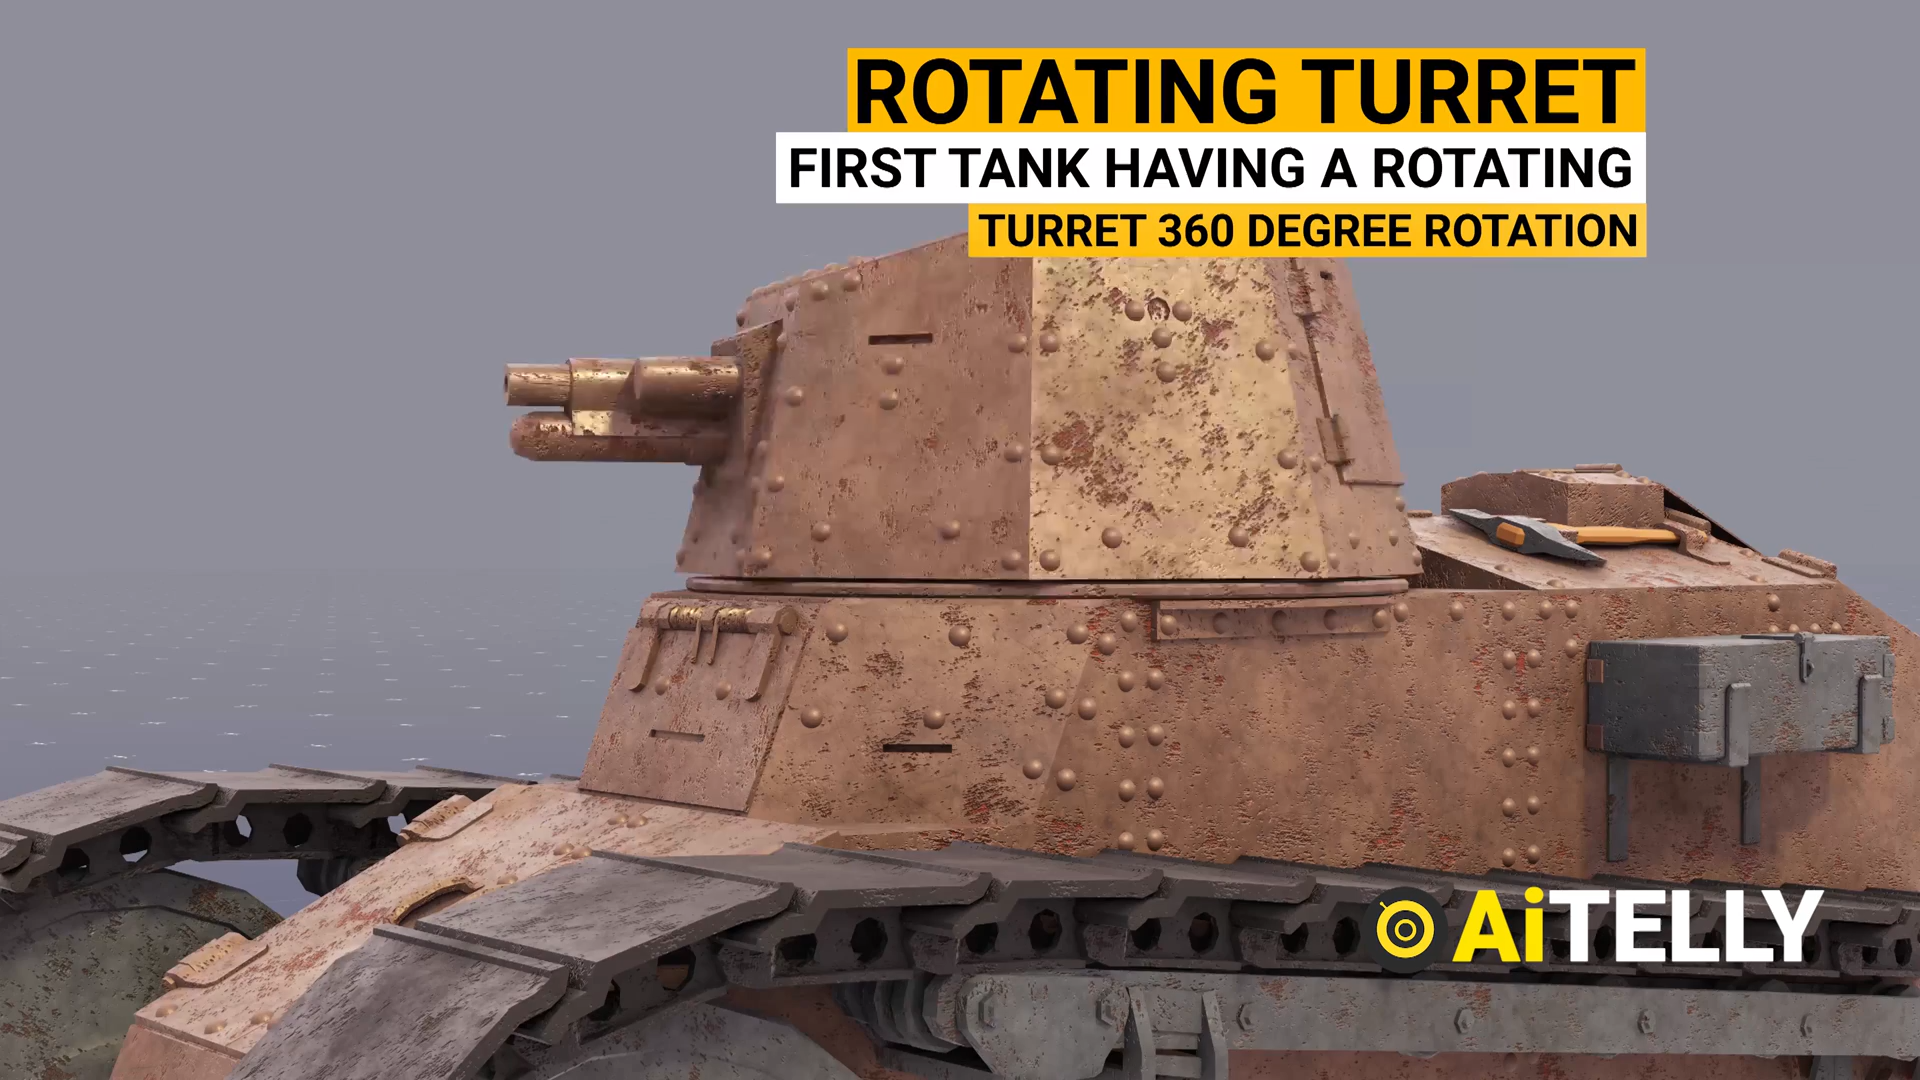 ROTATING TURRET
FIRST TANK HAVING A ROTATING
TURRET 360 DEGREE ROTATION
AiTELLY